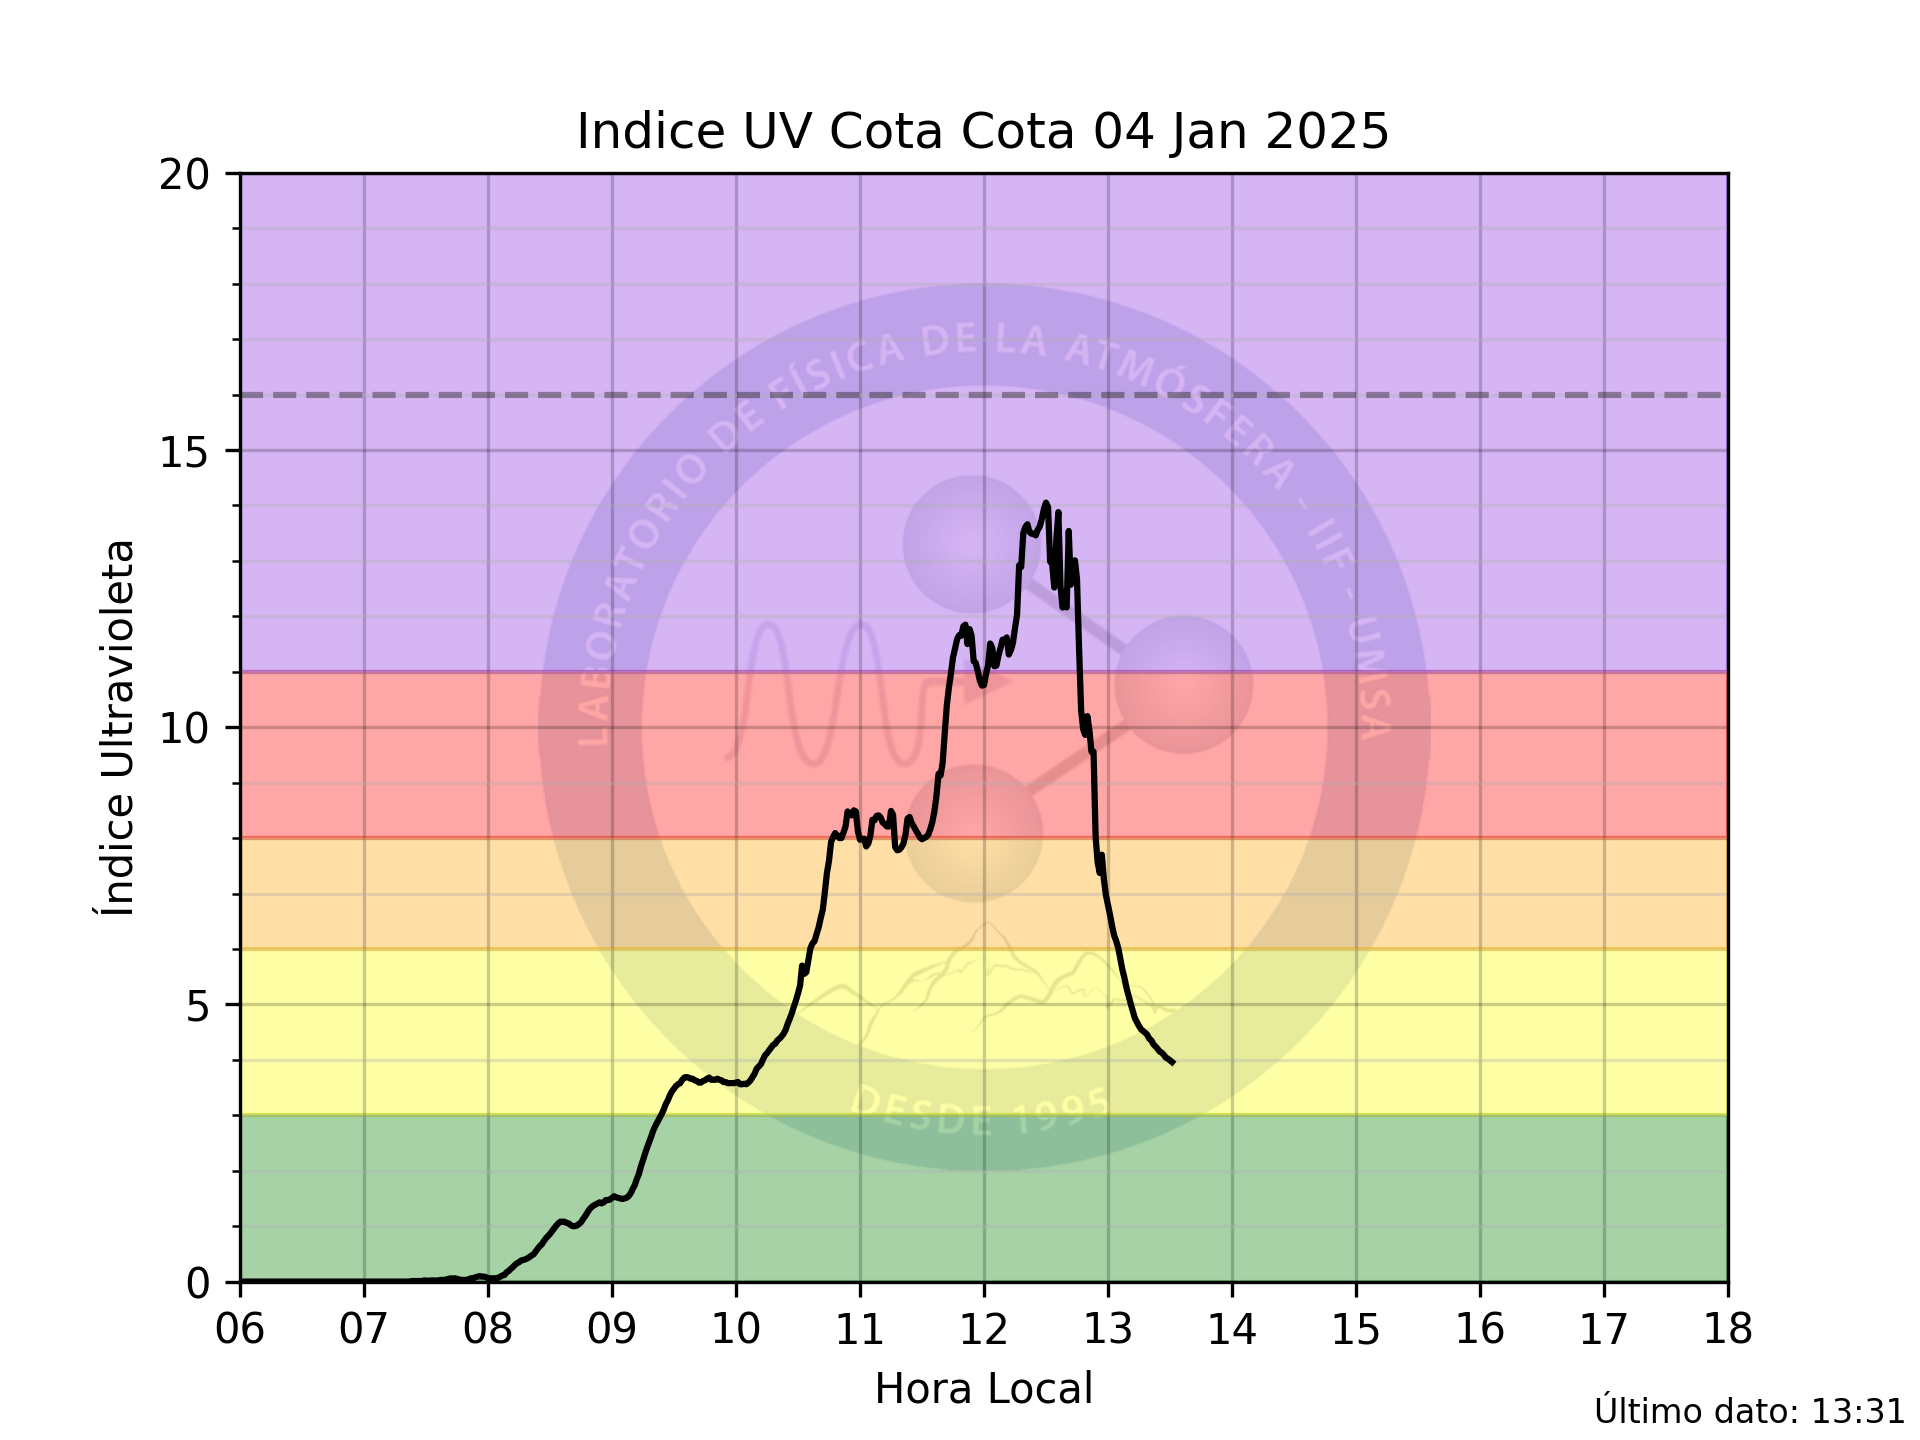 Indice UV Cota Cota 04 Jan 2025
20
15
10
5
0
Índice Ultravioleta
LABORATORIO DE FÍSICA DE LA ATMÓSFERA - IIF - UMSA
DESDE 1995
06 07 08 09 10 11 12 13 14 15 16 17 18
Hora Local
Último dato: 13:31